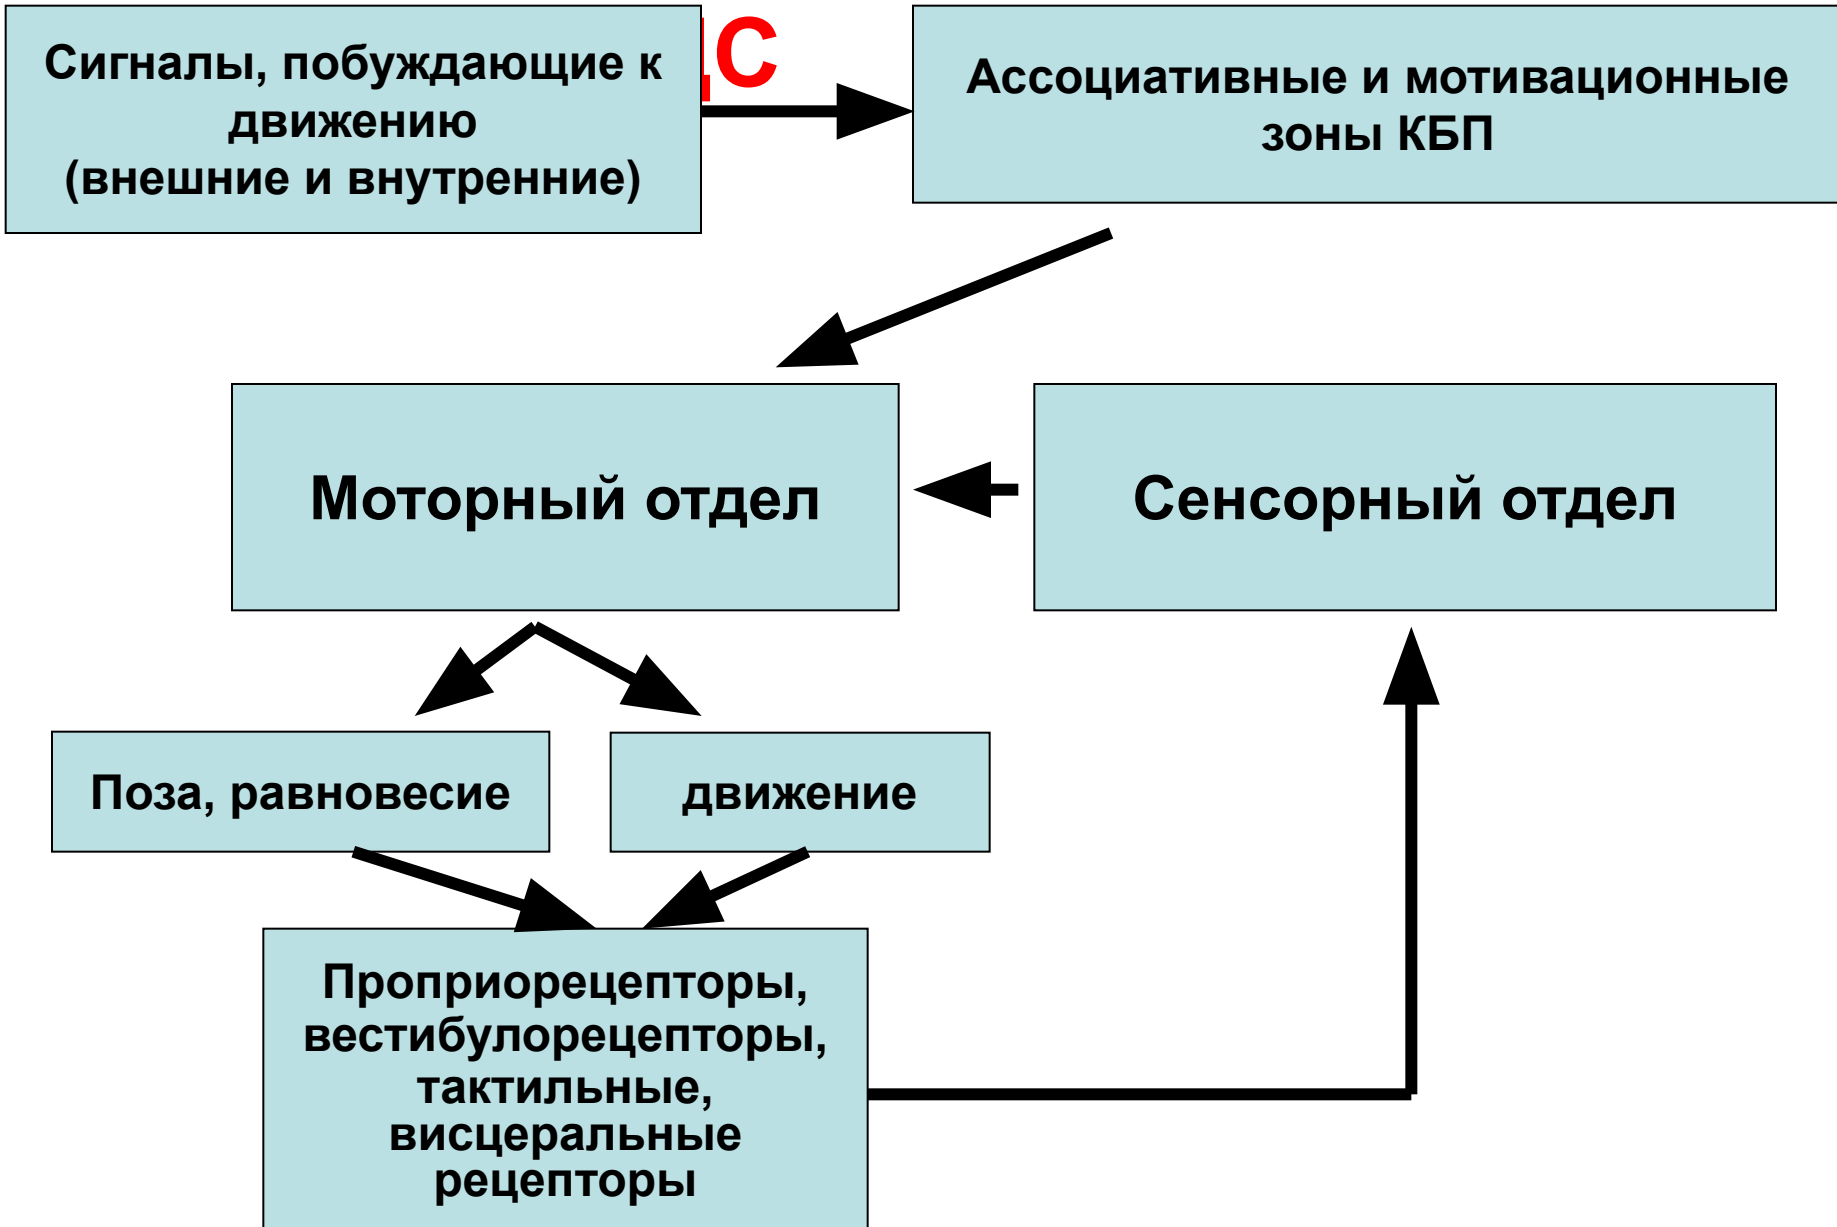 Сигналы, побуждающие к
движению
(внешние и внутренние)
Ассоциативные и мотивационные
зоны КБП
Моторный отдел
Сенсорный отдел
Поза, равновесие
движение
Проприорецепторы,
вестибулорецепторы,
тактильные,
висцеральные
рецепторы